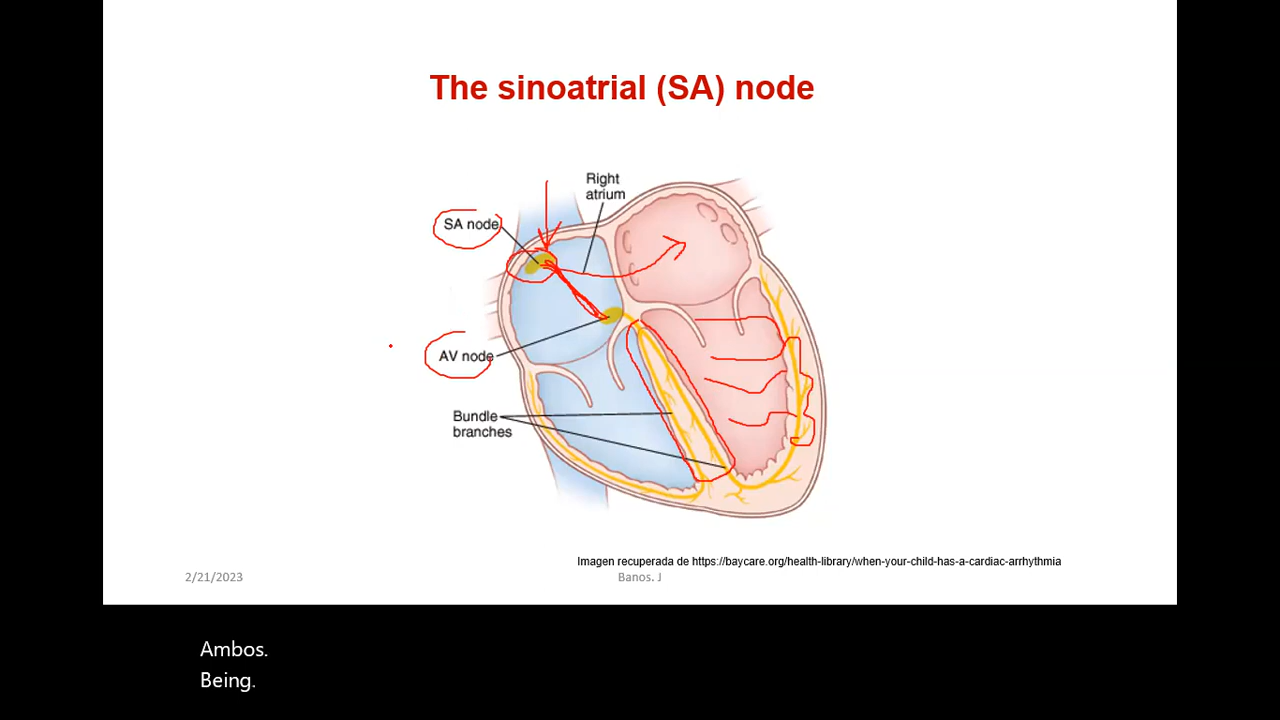 The sinoatrial (SA) node
Right
atrium
SA node
AV node
Bundle
branches
Imagen recuperada de https://baycare.org/health-library/when-your-child-has-a-cardiac-arrhythmia
2/21/2023
Banos. J
Ambos.
Being.